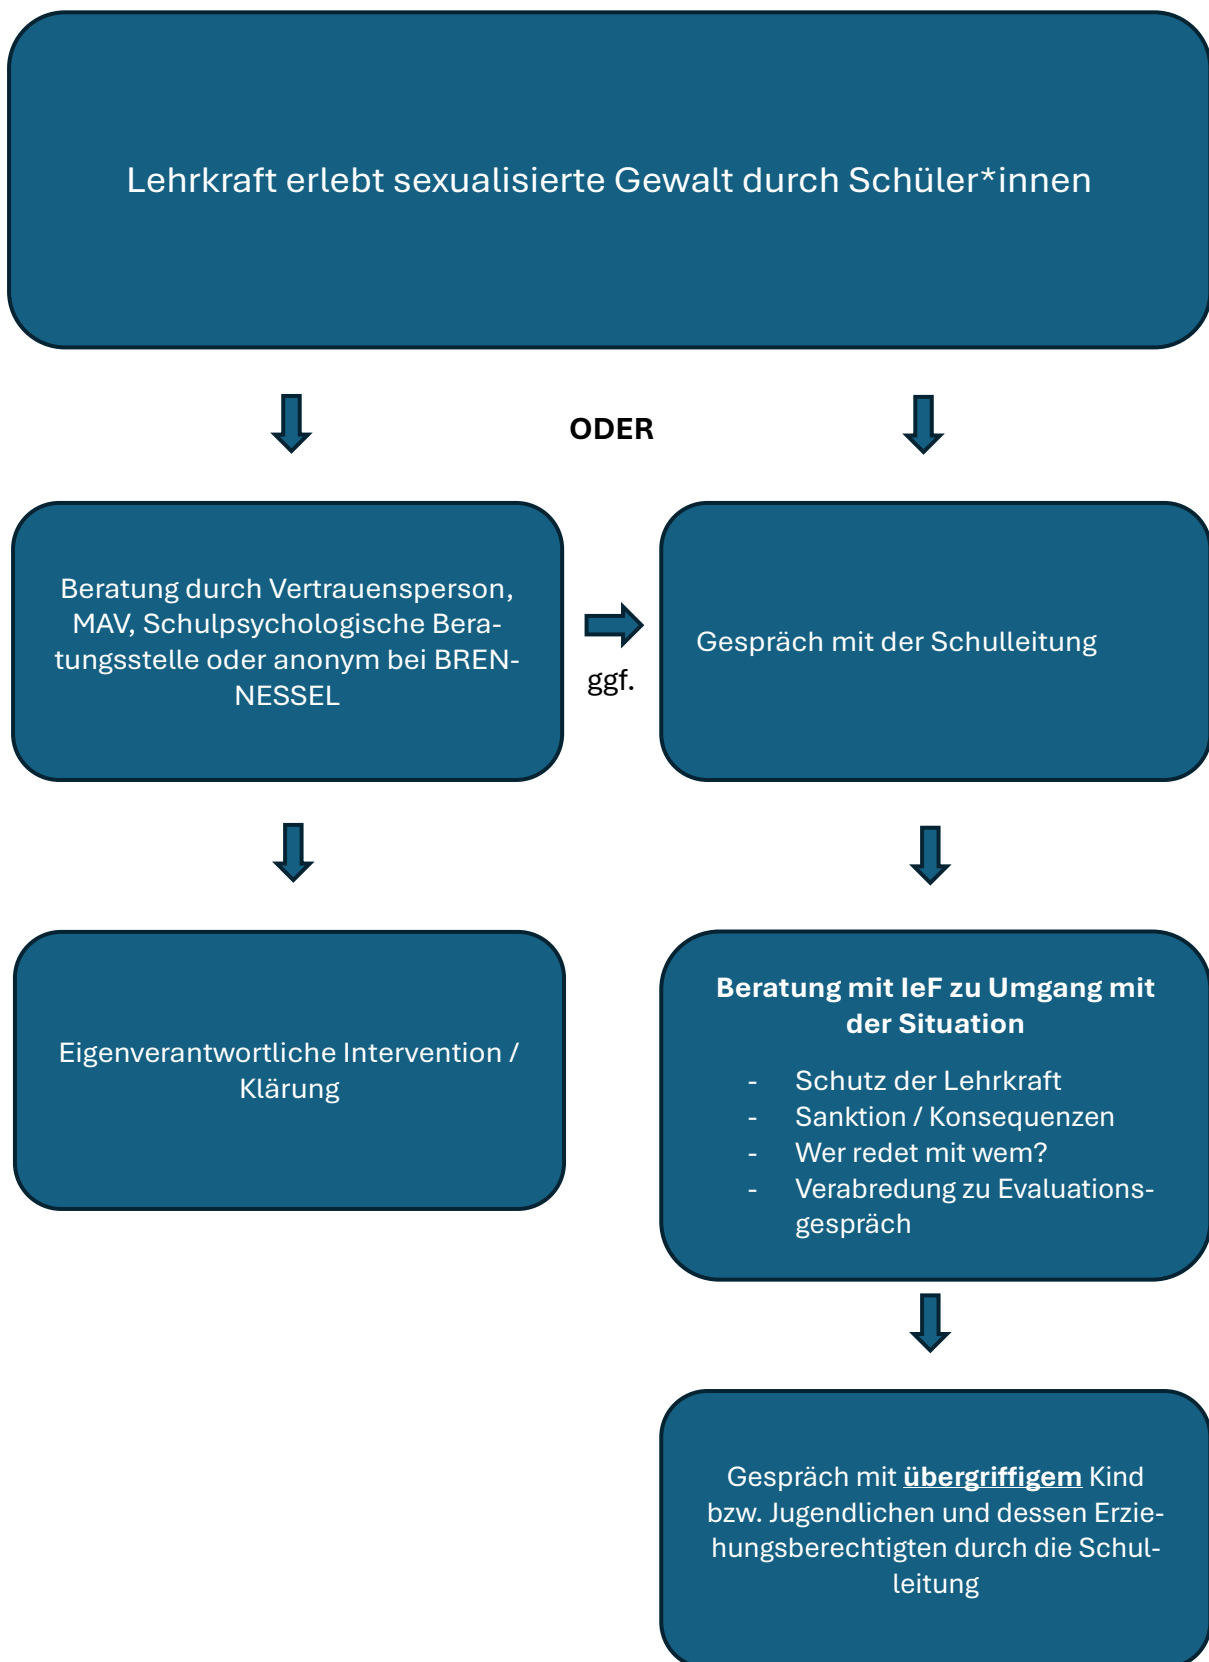 Lehrkraft erlebt sexualisierte Gewalt durch Schüler*innen
ODER
Beratung durch Vertrauensperson,
MAV, Schulpsychologische Bera-
tungsstelle oder anonym bei BREN-
NESSEL
ggf.
Gespräch mit der Schulleitung
Eigenverantwortliche Intervention /
Klärung
Beratung mit IeF zu Umgang mit
der Situation
- Schutz der Lehrkraft
- Sanktion / Konsequenzen
- Wer redet mit wem?
- Verabredung zu Evaluations-
gespräch
Gespräch mit übergriffigem Kind
bzw. Jugendlichen und dessen Erzie-
hungsberechtigten durch die Schul-
leitung